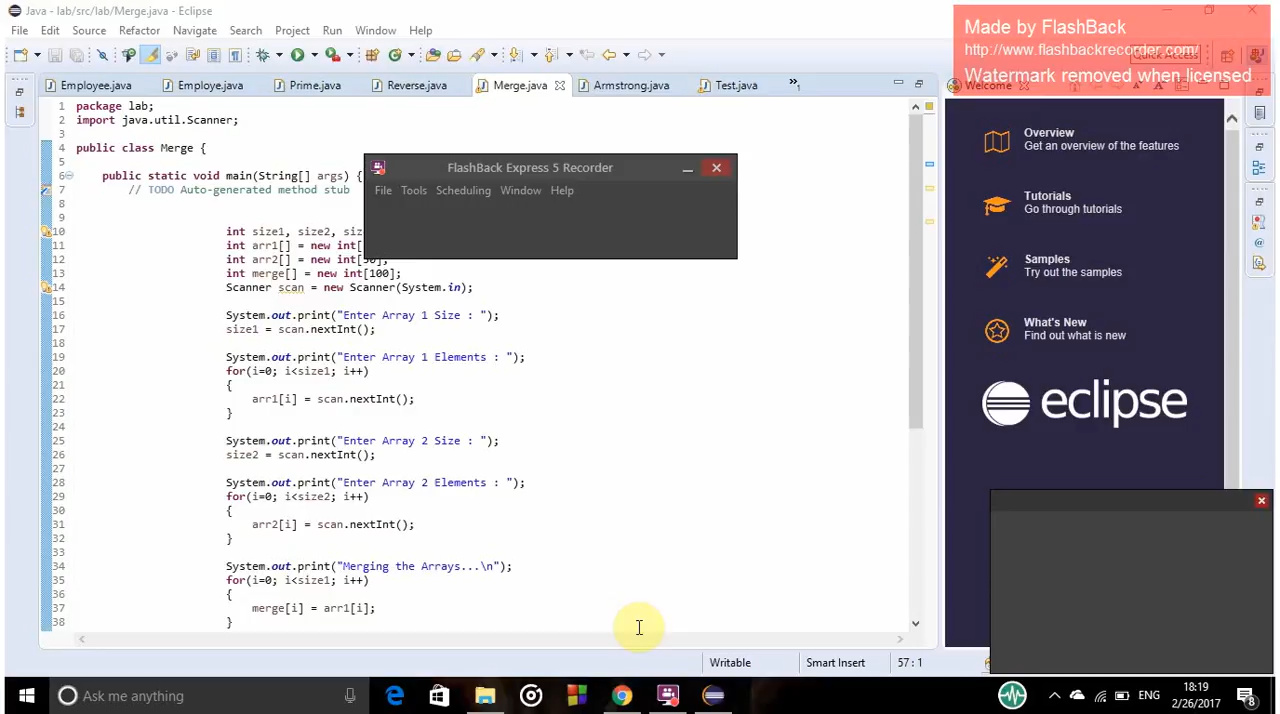 Java - lab/src/lab/Merge.java - Eclipse
File Edit Source Refactor Navigate Search Project Run Window Help
Made by FlashBack
http://www.flashbackrecorder.com/
Watermark removed when licensed
Quick Access
Employee.java Employe.java Prime.java Reverse.java Merge.java Armstrong.java Test.java »1
Welcome
1 package lab;
2 import java.util.Scanner;
3
4 public class Merge {
5
6 public static void main(String[] args) {
7 // TODO Auto-generated method stub
8
9
10 int size1, size2, siz
11 int arr1[] = new int[
12 int arr2[] = new int[50];
13 int merge[] = new int[100];
14 Scanner scan = new Scanner(System.in);
15
16 System.out.print("Enter Array 1 Size : ");
17 size1 = scan.nextInt();
18
19 System.out.print("Enter Array 1 Elements : ");
20 for(i=0; i<size1; i++)
21 {
22 arr1[i] = scan.nextInt();
23 }
24
25 System.out.print("Enter Array 2 Size : ");
26 size2 = scan.nextInt();
27
28 System.out.print("Enter Array 2 Elements : ");
29 for(i=0; i<size2; i++)
30 {
31 arr2[i] = scan.nextInt();
32 }
33
34 System.out.print("Merging the Arrays...\n");
35 for(i=0; i<size1; i++)
36 {
37 merge[i] = arr1[i];
38 }
FlashBack Express 5 Recorder
File Tools Scheduling Window Help
Overview
Get an overview of the features
Tutorials
Go through tutorials
Samples
Try out the samples
What's New
Find out what is new
eclipse
Writable Smart Insert 57 : 1
Ask me anything
ENG
18:19
2/26/2017
8